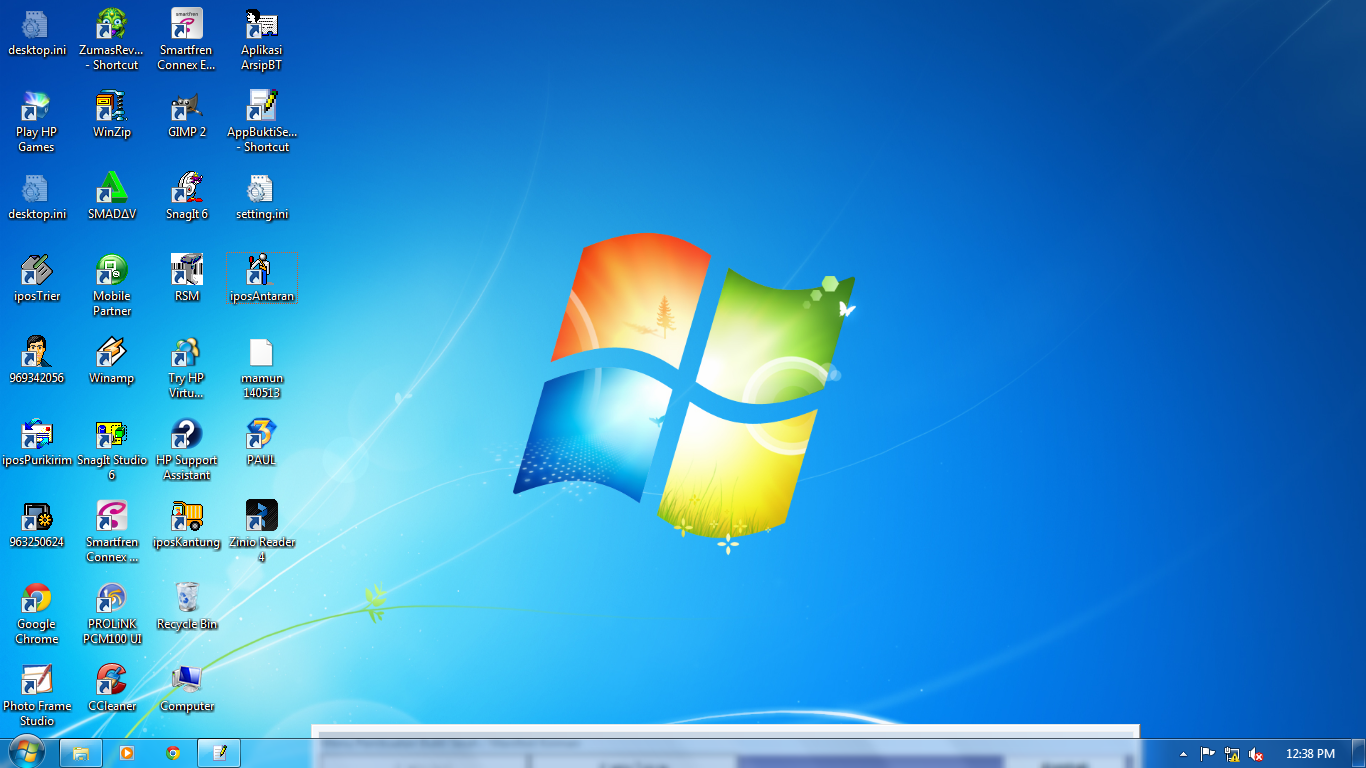 desktop.ini
ZumasRev...
- Shortcut
Smartfren
Connex E...
Aplikasi
ArsipBT
Play HP
Games
WinZip
GIMP 2
AppBuktiSe...
- Shortcut
desktop.ini
SMADΔV
SnagIt 6
setting.ini
iposTrier
Mobile
Partner
RSM
iposAntaran
969342056
Winamp
Try HP
Virtu...
mamun
140513
iposPurikirim
SnagIt Studio
6
HP Support
Assistant
PAUL
963250624
Smartfren
Connex ...
iposKantung
Zinio Reader
4
Google
Chrome
PROLiNK
PCM100 UI
Recycle Bin
Photo Frame
Studio
CCleaner
Computer
12:38 PM